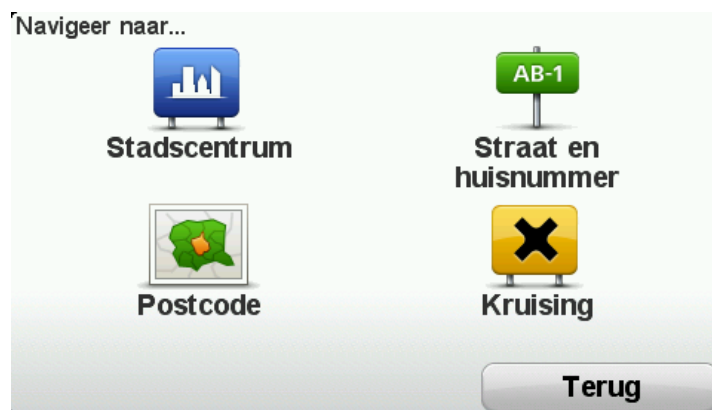 Navigeer naar...
AB-1
Stadscentrum
Straat en
huisnummer
Postcode
Kruising
Terug